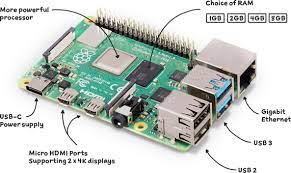 More powerful
processor
Choice of RAM
1GB 2GB 4GB 8GB
USB-C
Power supply
Micro HDMI Ports
Supporting 2 x 4K displays
Gigabit
Ethernet
USB 3
USB 2